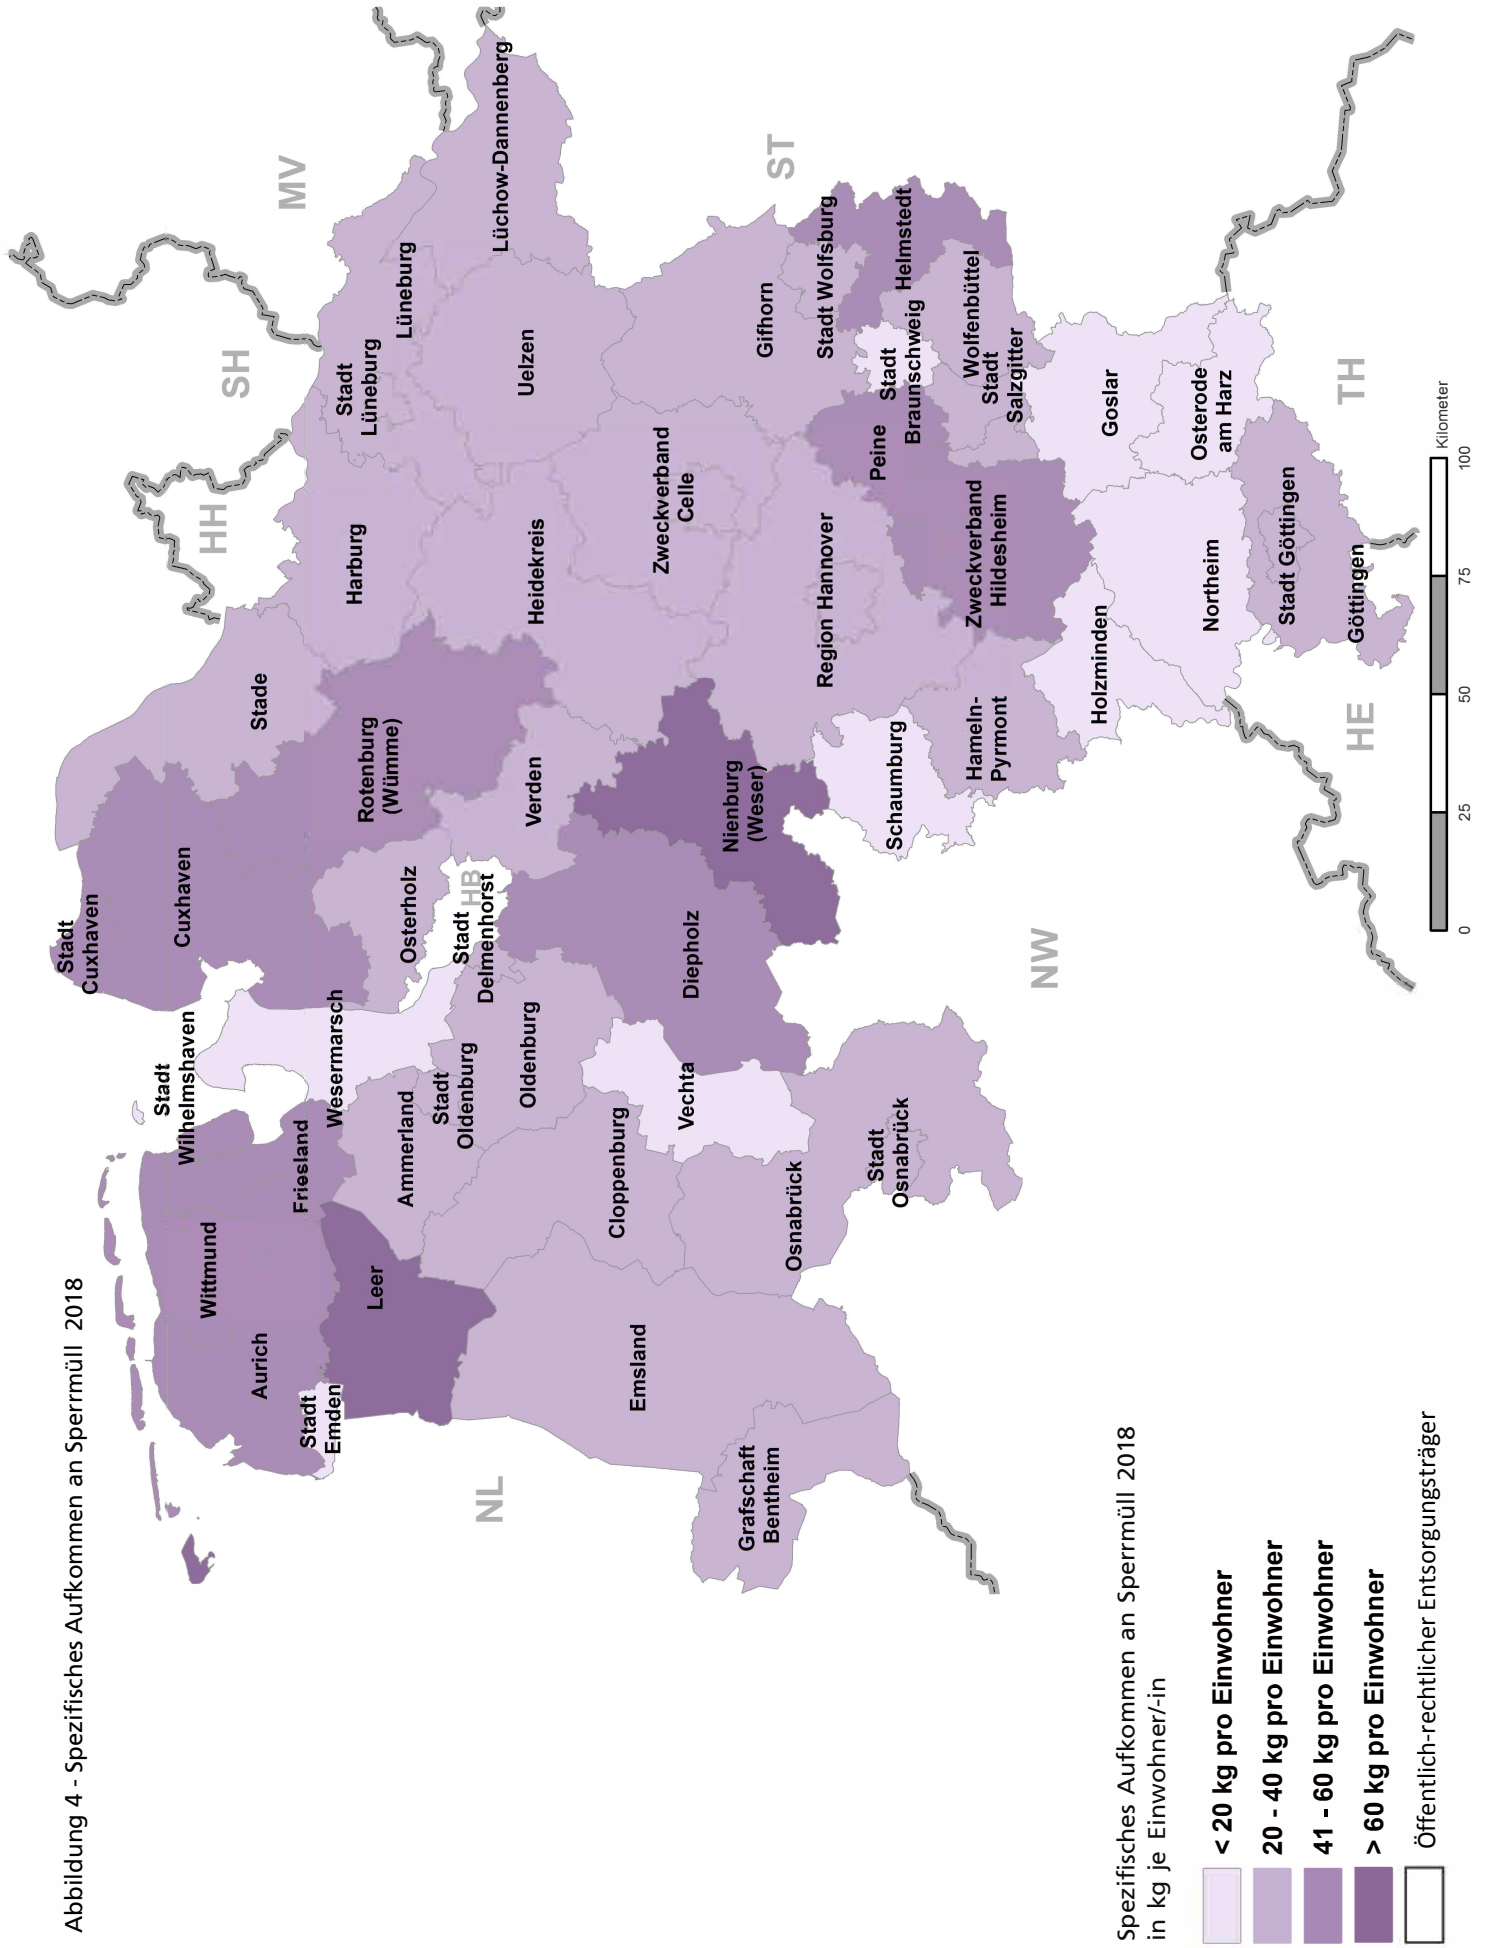 Abbildung 4 - Spezifisches Aufkommen an Sperrmüll 2018
MV
SH
HH
ST
HB
NL
NW
HE
TH
Stadt
Cuxhaven
Cuxhaven
Stade
Stadt
Wilhelmshaven
Wittmund
Aurich
Stadt
Emden
Friesland
Wesermarsch
Leer
Ammerland
Osterholz
Rotenburg
(Wümme)
Harburg
Stadt
Lüneburg
Lüneburg
Lüchow-Dannenberg
Stadt
Oldenburg
Stadt
Delmenhorst
Oldenburg
Verden
Heidekreis
Uelzen
Emsland
Cloppenburg
Vechta
Diepholz
Nienburg
(Weser)
Zweckverband
Celle
Gifhorn
Grafschaft
Bentheim
Osnabrück
Stadt
Osnabrück
Region Hannover
Stadt Wolfsburg
Helmstedt
Schaumburg
Peine
Stadt
Braunschweig
Hameln-
Pyrmont
Zweckverband
Hildesheim
Wolfenbüttel
Stadt
Salzgitter
Holzminden
Goslar
Northeim
Osterode
am Harz
Stadt Göttingen
Göttingen
Spezifisches Aufkommen an Sperrmüll 2018
in kg je Einwohner/-in
< 20 kg pro Einwohner
20 - 40 kg pro Einwohner
41 - 60 kg pro Einwohner
> 60 kg pro Einwohner
Öffentlich-rechtlicher Entsorgungsträger
0 25 50 75 100
Kilometer